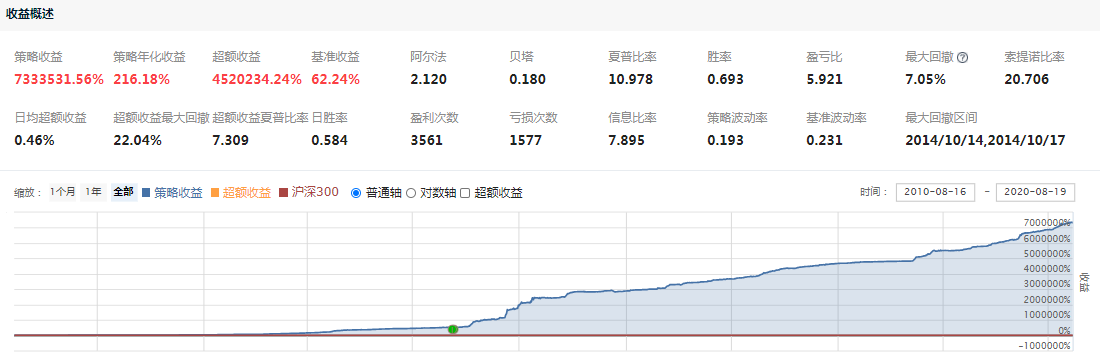 收益概述
策略收益 策略年化收益 超额收益 基准收益 阿尔法 贝塔 夏普比率 胜率 盈亏比 最大回撤 ? 索提诺比率
7333531.56% 216.18% 4520234.24% 62.24% 2.120 0.180 10.978 0.693 5.921 7.05% 20.706
日均超额收益 超额收益最大回撤 超额收益夏普比率 日胜率 盈利次数 亏损次数 信息比率 策略波动率 基准波动率 最大回撤区间
0.46% 22.04% 7.309 0.584 3561 1577 7.895 0.193 0.231 2014/10/14,2014/10/17
缩放： 1个月 1年 全部 策略收益 超额收益 沪深300 普通轴 对数轴 超额收益 时间： 2010-08-16 - 2020-08-19
7000000%
6000000%
5000000%
4000000%
3000000%
2000000%
1000000%
0%
-1000000%
收益